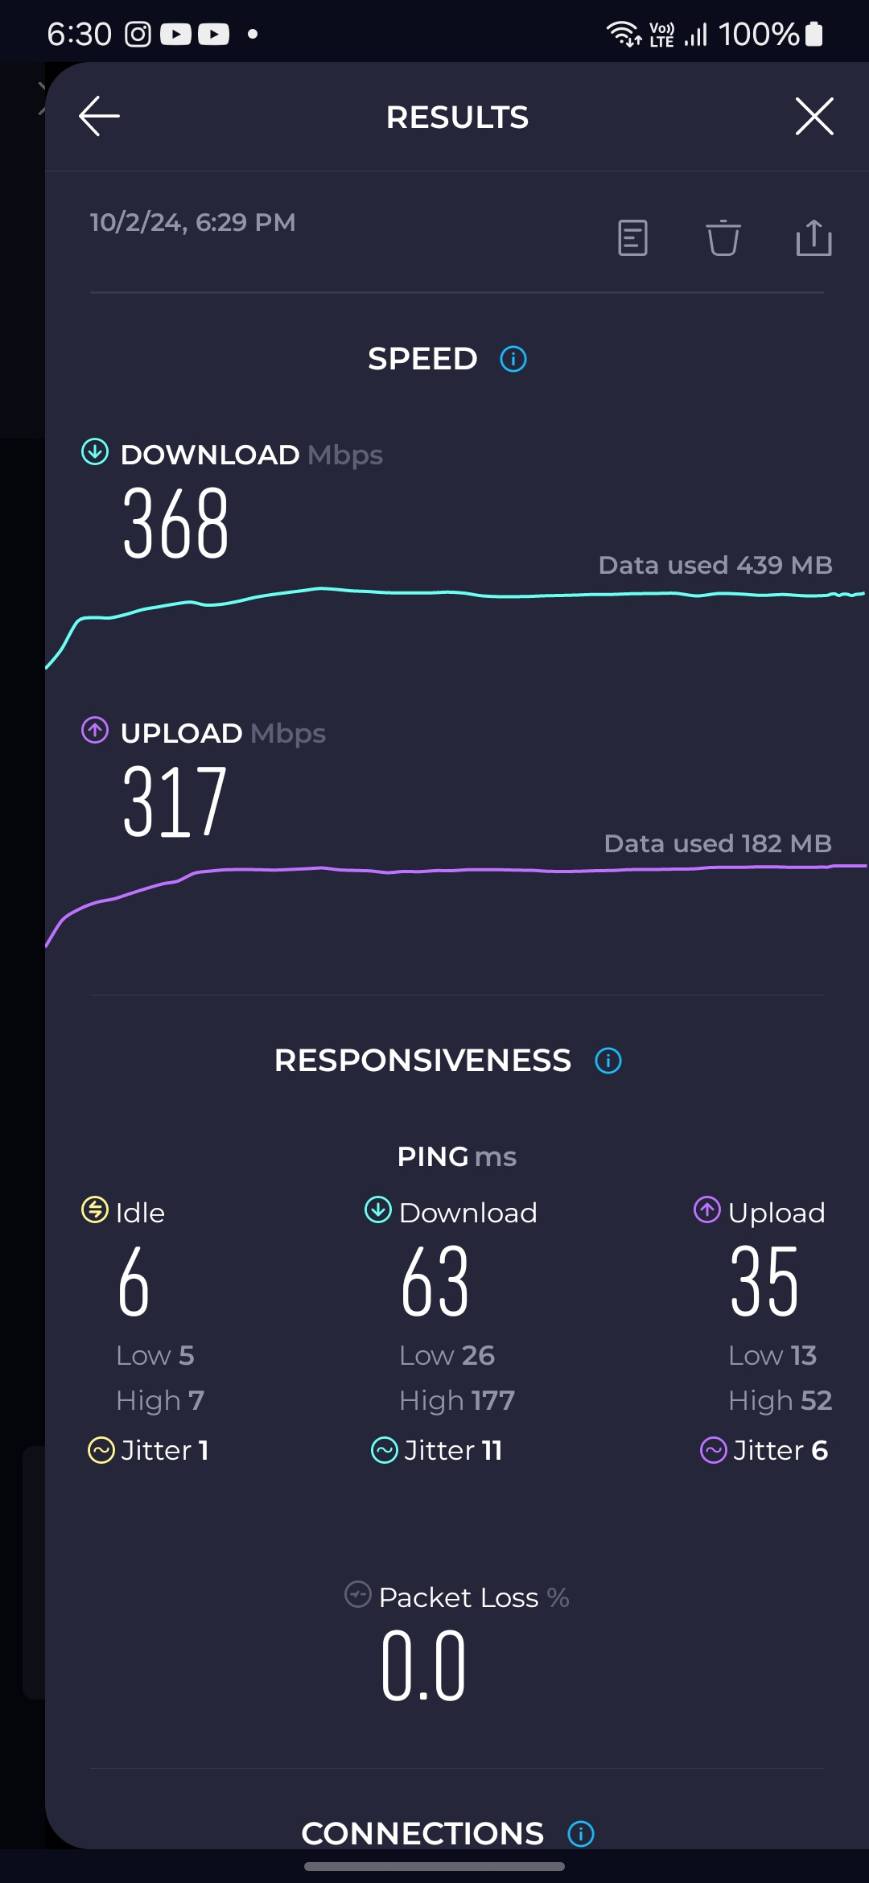 6:30 Vo)) LTE 100%
RESULTS
10/2/24, 6:29 PM
SPEED
DOWNLOAD Mbps
368
Data used 439 MB
UPLOAD Mbps
317
Data used 182 MB
RESPONSIVENESS
PING ms
Idle Download Upload
6 63 35
Low 5 Low 26 Low 13
High 7 High 177 High 52
Jitter 1 Jitter 11 Jitter 6
Packet Loss %
0.0
CONNECTIONS